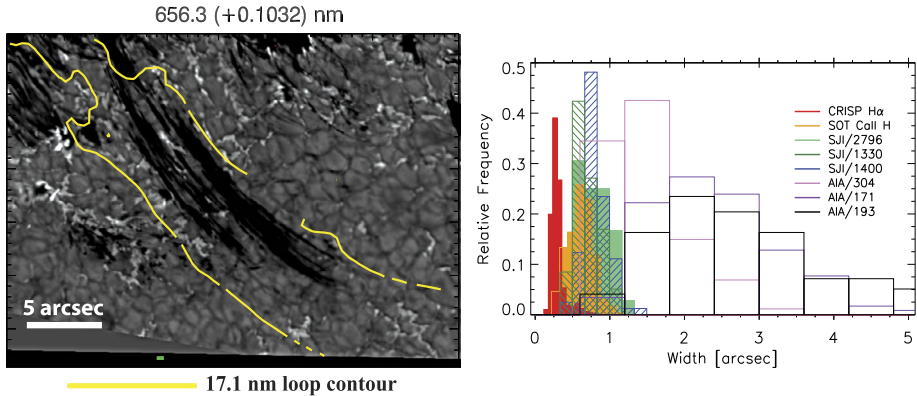 656.3 (+0.1032) nm
5 arcsec
17.1 nm loop contour
Relative Frequency
0.5
0.4
0.3
0.2
0.1
0.0
CRISP Hα
SOT CaII H
SJI/2796
SJI/1330
SJI/1400
AIA/304
AIA/171
AIA/193
0 1 2 3 4 5
Width [arcsec]